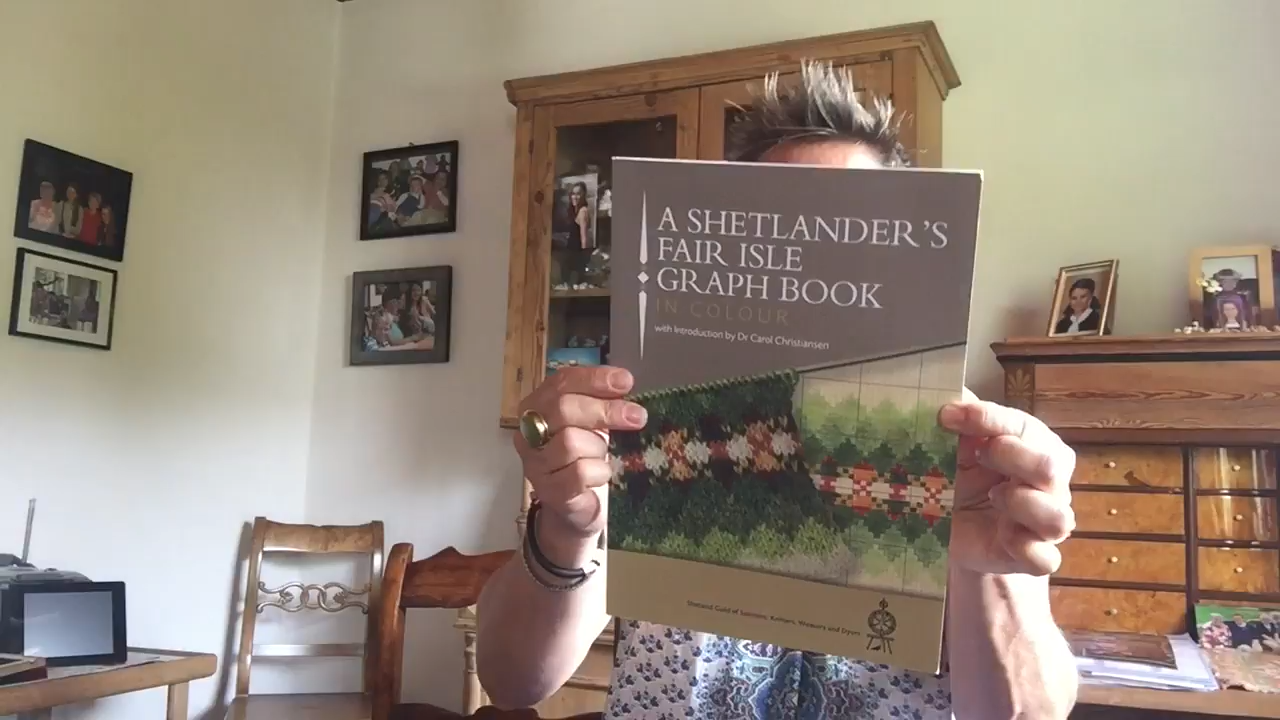 A SHETLANDER'S
FAIR ISLE
GRAPH BOOK
IN COLOUR
with Introduction by Dr Carol Christiansen
Shetland Guild of Spinners, Knitters, Weavers and Dyers